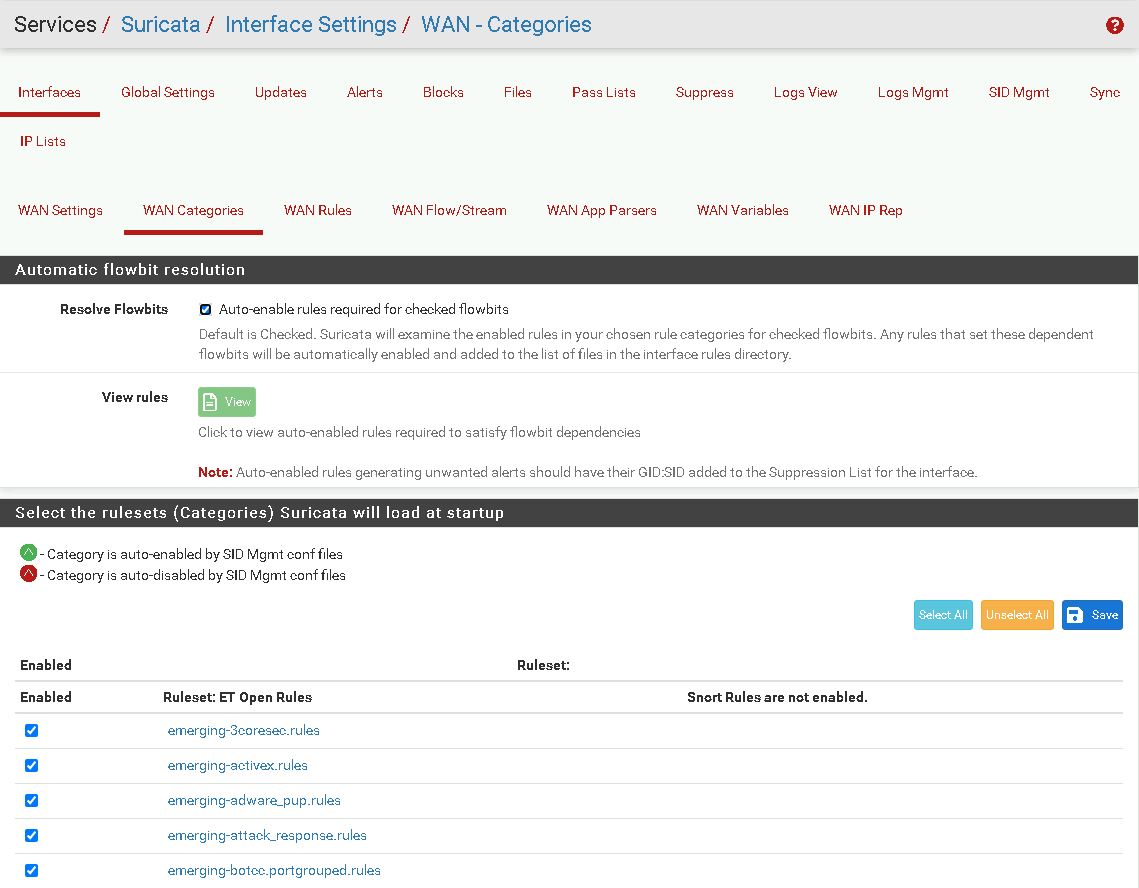 Services / Suricata / Interface Settings / WAN - Categories
Interfaces Global Settings Updates Alerts Blocks Files Pass Lists Suppress Logs View Logs Mgmt SID Mgmt Sync
IP Lists
WAN Settings WAN Categories WAN Rules WAN Flow/Stream WAN App Parsers WAN Variables WAN IP Rep
Automatic flowbit resolution
Resolve Flowbits Auto-enable rules required for checked flowbits
Default is Checked. Suricata will examine the enabled rules in your chosen rule categories for checked flowbits. Any rules that set these dependent
flowbits will be automatically enabled and added to the list of files in the interface rules directory.
View rules View
Click to view auto-enabled rules required to satisfy flowbit dependencies
Note: Auto-enabled rules generating unwanted alerts should have their GID:SID added to the Suppression List for the interface.
Select the rulesets (Categories) Suricata will load at startup
- Category is auto-enabled by SID Mgmt conf files
- Category is auto-disabled by SID Mgmt conf files
Select All Unselect All Save
Enabled Ruleset:
Enabled Ruleset: ET Open Rules Snort Rules are not enabled.
emerging-3coresec.rules
emerging-activex.rules
emerging-adware_pup.rules
emerging-attack_response.rules
emerging-botcc.portgrouped.rules